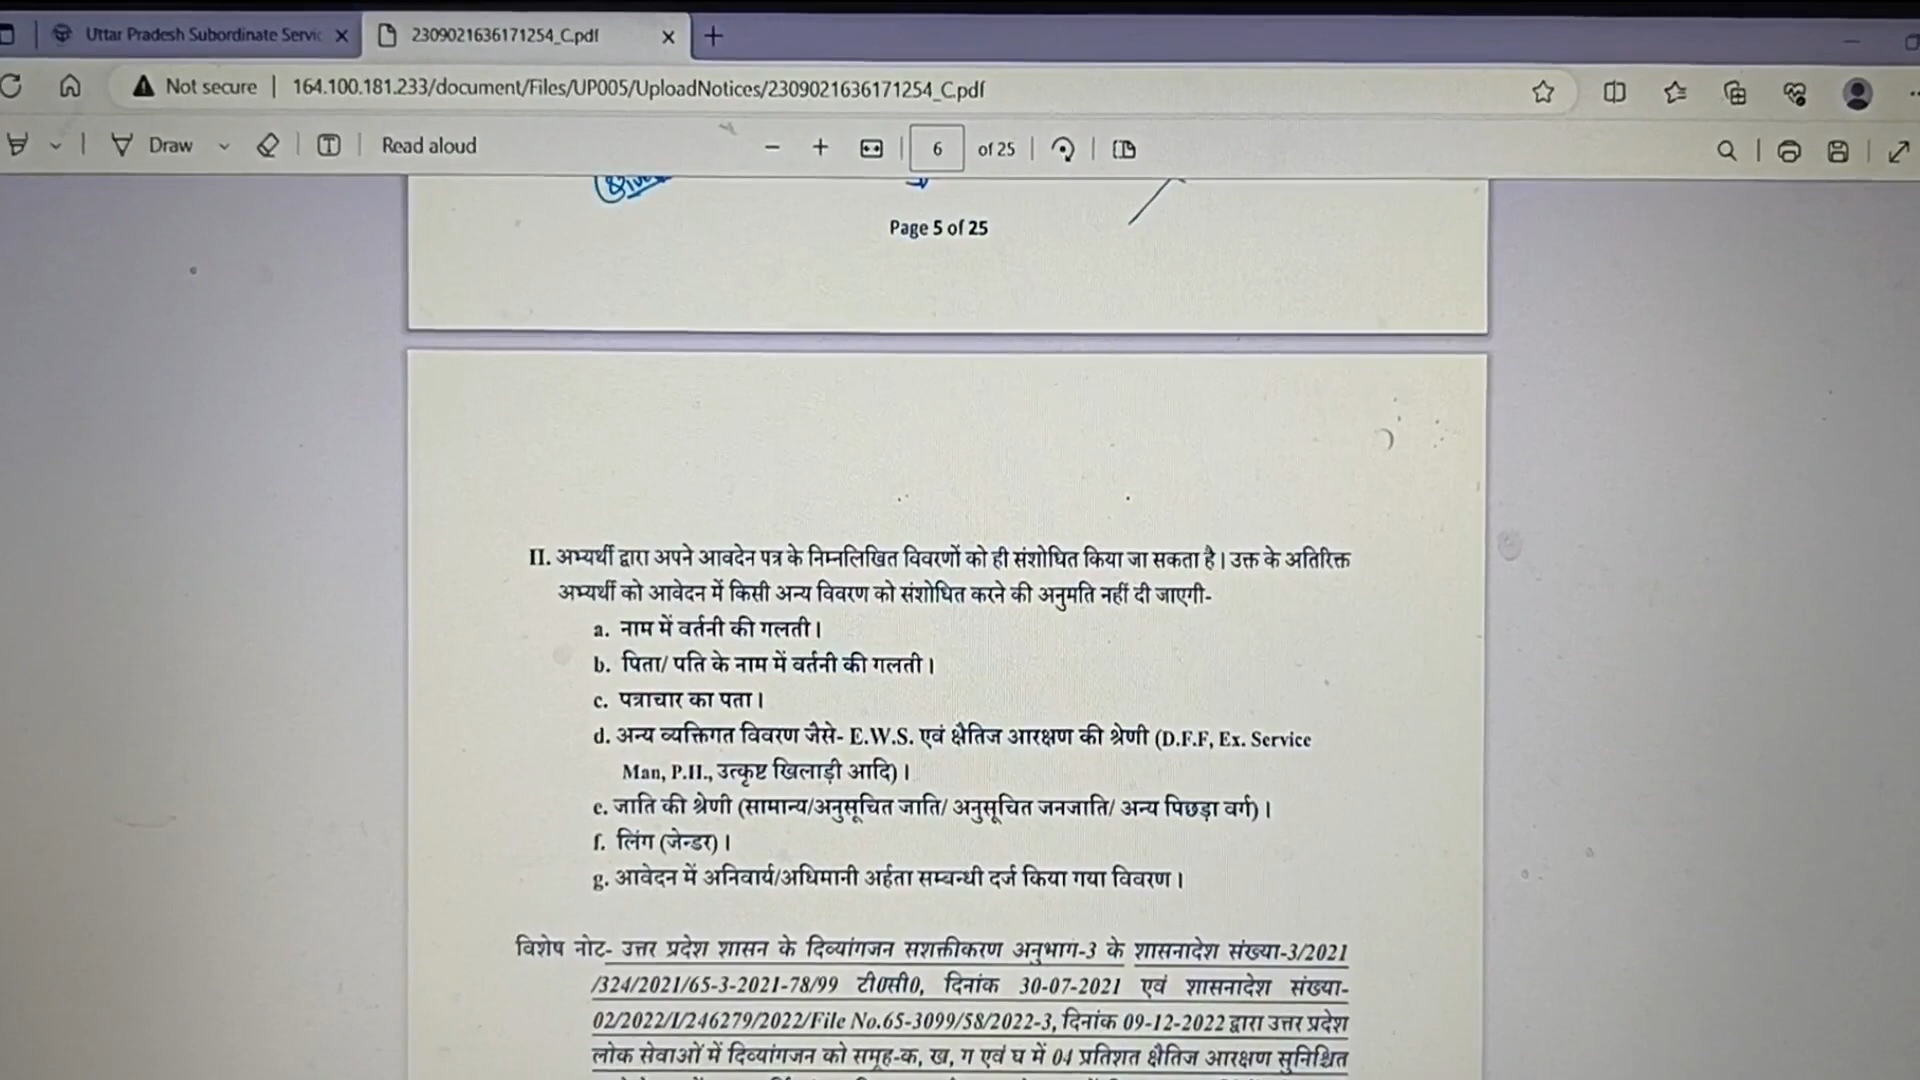 Uttar Pradesh Subordinate Servic
2309021636171254_C.pdf
Not secure | 164.100.181.233/document/Files/UP005/UploadNotices/2309021636171254_C.pdf
Draw
Read aloud
6 of 25
Page 5 of 25
II. अभ्यर्थी द्वारा अपने आवदेन पत्र के निम्नलिखित विवरणों को ही संशोधित किया जा सकता है। उक्त के अतिरिक्त
अभ्यर्थी को आवेदन में किसी अन्य विवरण को संशोधित करने की अनुमति नहीं दी जाएगी-
a. नाम में वर्तनी की गलती।
b. पिता/ पति के नाम में वर्तनी की गलती।
c. पत्राचार का पता।
d. अन्य व्यक्तिगत विवरण जैसे- E.W.S. एवं क्षैतिज आरक्षण की श्रेणी (D.F.F, Ex. Service
Man, P.H., उत्कृष्ट खिलाड़ी आदि)।
e. जाति की श्रेणी (सामान्य/अनुसूचित जाति/ अनुसूचित जनजाति/ अन्य पिछड़ा वर्ग)।
f. लिंग (जेन्डर)।
g. आवेदन में अनिवार्य/अधिमानी अर्हता सम्बन्धी दर्ज किया गया विवरण।
विशेष नोट- उत्तर प्रदेश शासन के दिव्यांगजन सशक्तीकरण अनुभाग-3 के शासनादेश संख्या-3/2021
/324/2021/65-3-2021-78/99 टी0सी0, दिनांक 30-07-2021 एवं शासनादेश संख्या-
02/2022/I/246279/2022/File No.65-3099/58/2022-3, दिनांक 09-12-2022 द्वारा उत्तर प्रदेश
लोक सेवाओं में दिव्यांगजन को समूह-क, ख, ग एवं घ में 04 प्रतिशत क्षैतिज आरक्षण सुनिश्चित